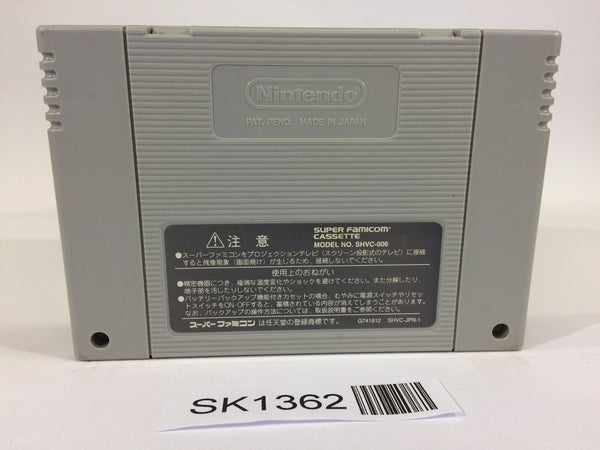 Nintendo
PAT. PEND. MADE IN JAPAN
⚠注 意
SUPER FAMICOM
CASSETTE
MODEL NO. SHVC-006
●スーパーファミコンをプロジェクションテレビ(スクリーン投影式のテレビ)に接続
すると残像現象(画面焼け)が生じるため、接続しないでください。
使用上のおねがい
●精密機器につき、極端な温度変化やショックを避けてください。また分解したり、
端子部を汚したりしないでください。
●バッテリーバックアップ機能付きカセットの場合、むやみに電源スイッチやリセッ
トスイッチをON・OFFすると、蓄積されている内容が消えてしまうことがあります。
なお、バックアップの操作方法については、取扱説明書をご参照ください。
スーパーファミコン は任天堂の登録商標です。
G741812 SHVC-JPN-1
SK1362